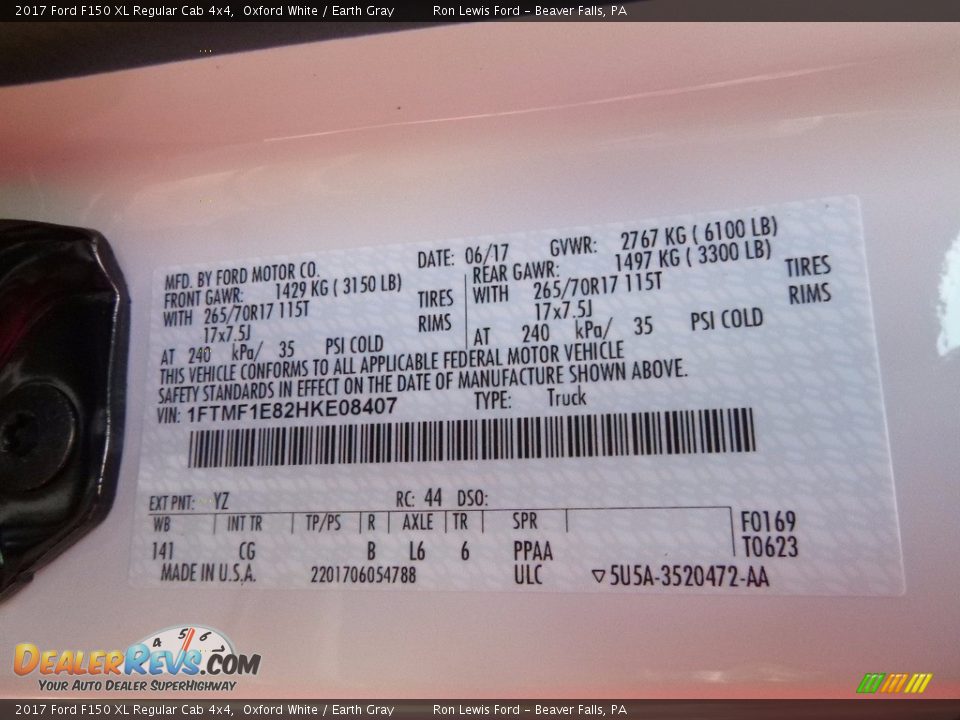 2017 Ford F150 XL Regular Cab 4x4, Oxford White / Earth Gray Ron Lewis Ford - Beaver Falls, PA
MFD. BY FORD MOTOR CO. DATE: 06/17 GVWR: 2767 KG ( 6100 LB)
FRONT GAWR: 1429 KG ( 3150 LB) REAR GAWR: 1497 KG ( 3300 LB)
WITH 265/70R17 115T TIRES WITH 265/70R17 115T TIRES
17x7.5J RIMS 17x7.5J RIMS
AT 240 kPa/ 35 PSI COLD AT 240 kPa/ 35 PSI COLD
THIS VEHICLE CONFORMS TO ALL APPLICABLE FEDERAL MOTOR VEHICLE
SAFETY STANDARDS IN EFFECT ON THE DATE OF MANUFACTURE SHOWN ABOVE.
VIN: 1FTMF1E82HKE08407 TYPE: Truck
EXT PNT: YZ RC: 44 DSO:
WB INT TR TP/PS R AXLE TR SPR F0169
141 CG B L6 6 PPAA T0623
MADE IN U.S.A. 2201706054788 ULC ▽5U5A-3520472-AA
4 5 6
DEALERREVS.COM
YOUR AUTO DEALER SUPERHIGHWAY
2017 Ford F150 XL Regular Cab 4x4, Oxford White / Earth Gray Ron Lewis Ford - Beaver Falls, PA